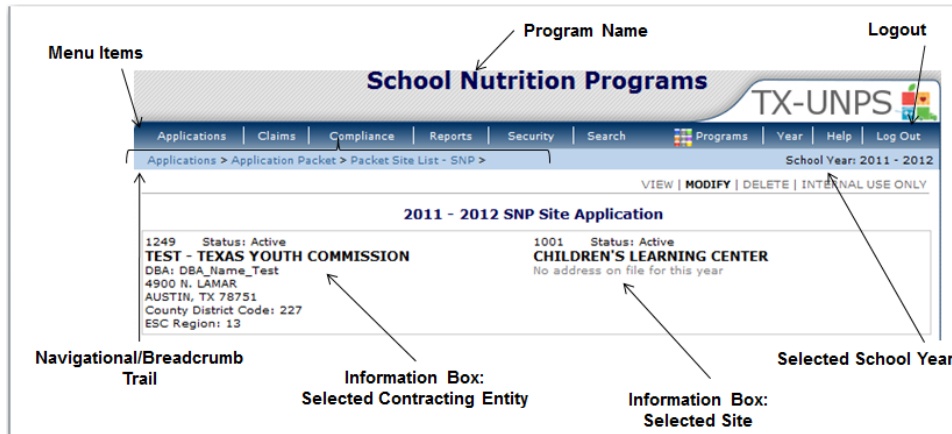 Program Name
Logout
Menu Items
School Nutrition Programs
TX-UNPS
Applications | Claims | Compliance | Reports | Security | Search Programs | Year | Help | Log Out
Applications > Application Packet > Packet Site List - SNP >
School Year: 2011 - 2012
VIEW | MODIFY | DELETE | INTERNAL USE ONLY
2011 - 2012 SNP Site Application
1249 Status: Active
TEST - TEXAS YOUTH COMMISSION
DBA: DBA_Name_Test
4900 N. LAMAR
AUSTIN, TX 78751
County District Code: 227
ESC Region: 13
1001 Status: Active
CHILDREN'S LEARNING CENTER
No address on file for this year
Navigational/Breadcrumb
Trail
Information Box:
Selected Contracting Entity
Information Box:
Selected Site
Selected School Year